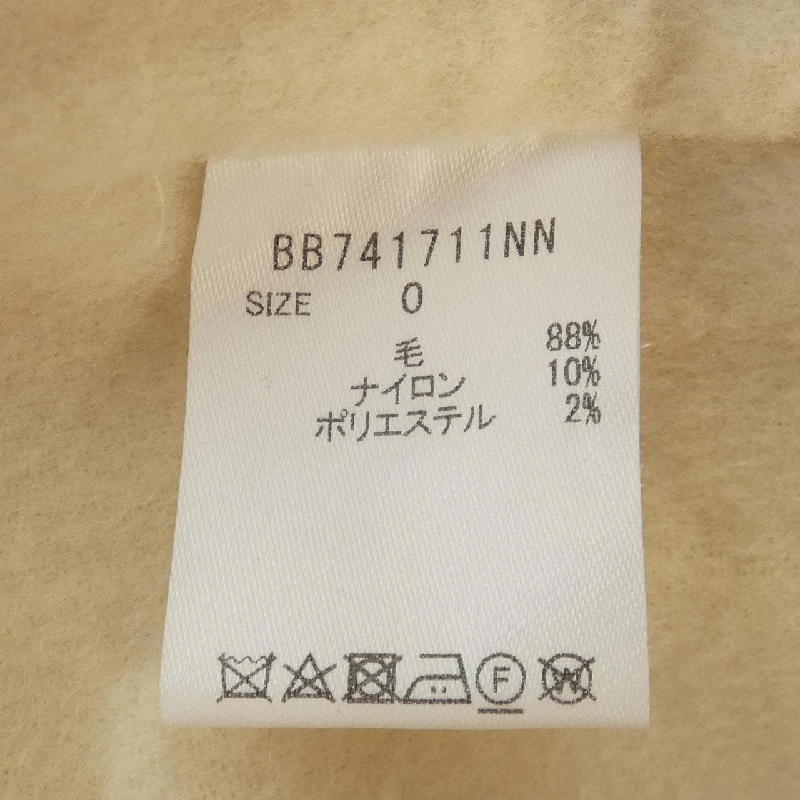 BB741711NN
SIZE 0
毛 88%
ナイロン 10%
ポリエステル 2%
F W